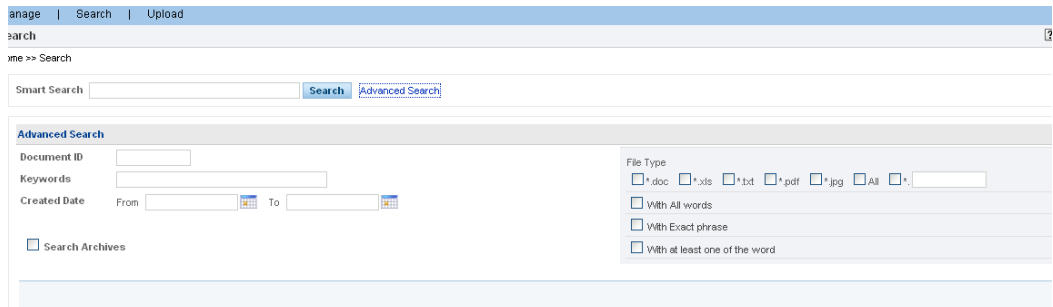 anage | Search | Upload
earch ?
ome >> Search
Smart Search Search Advanced Search
Advanced Search
Document ID
Keywords
Created Date From To
Search Archives
File Type
*.doc *.xls *.txt *.pdf *.jpg All *.
With All words
With Exact phrase
With at least one of the word